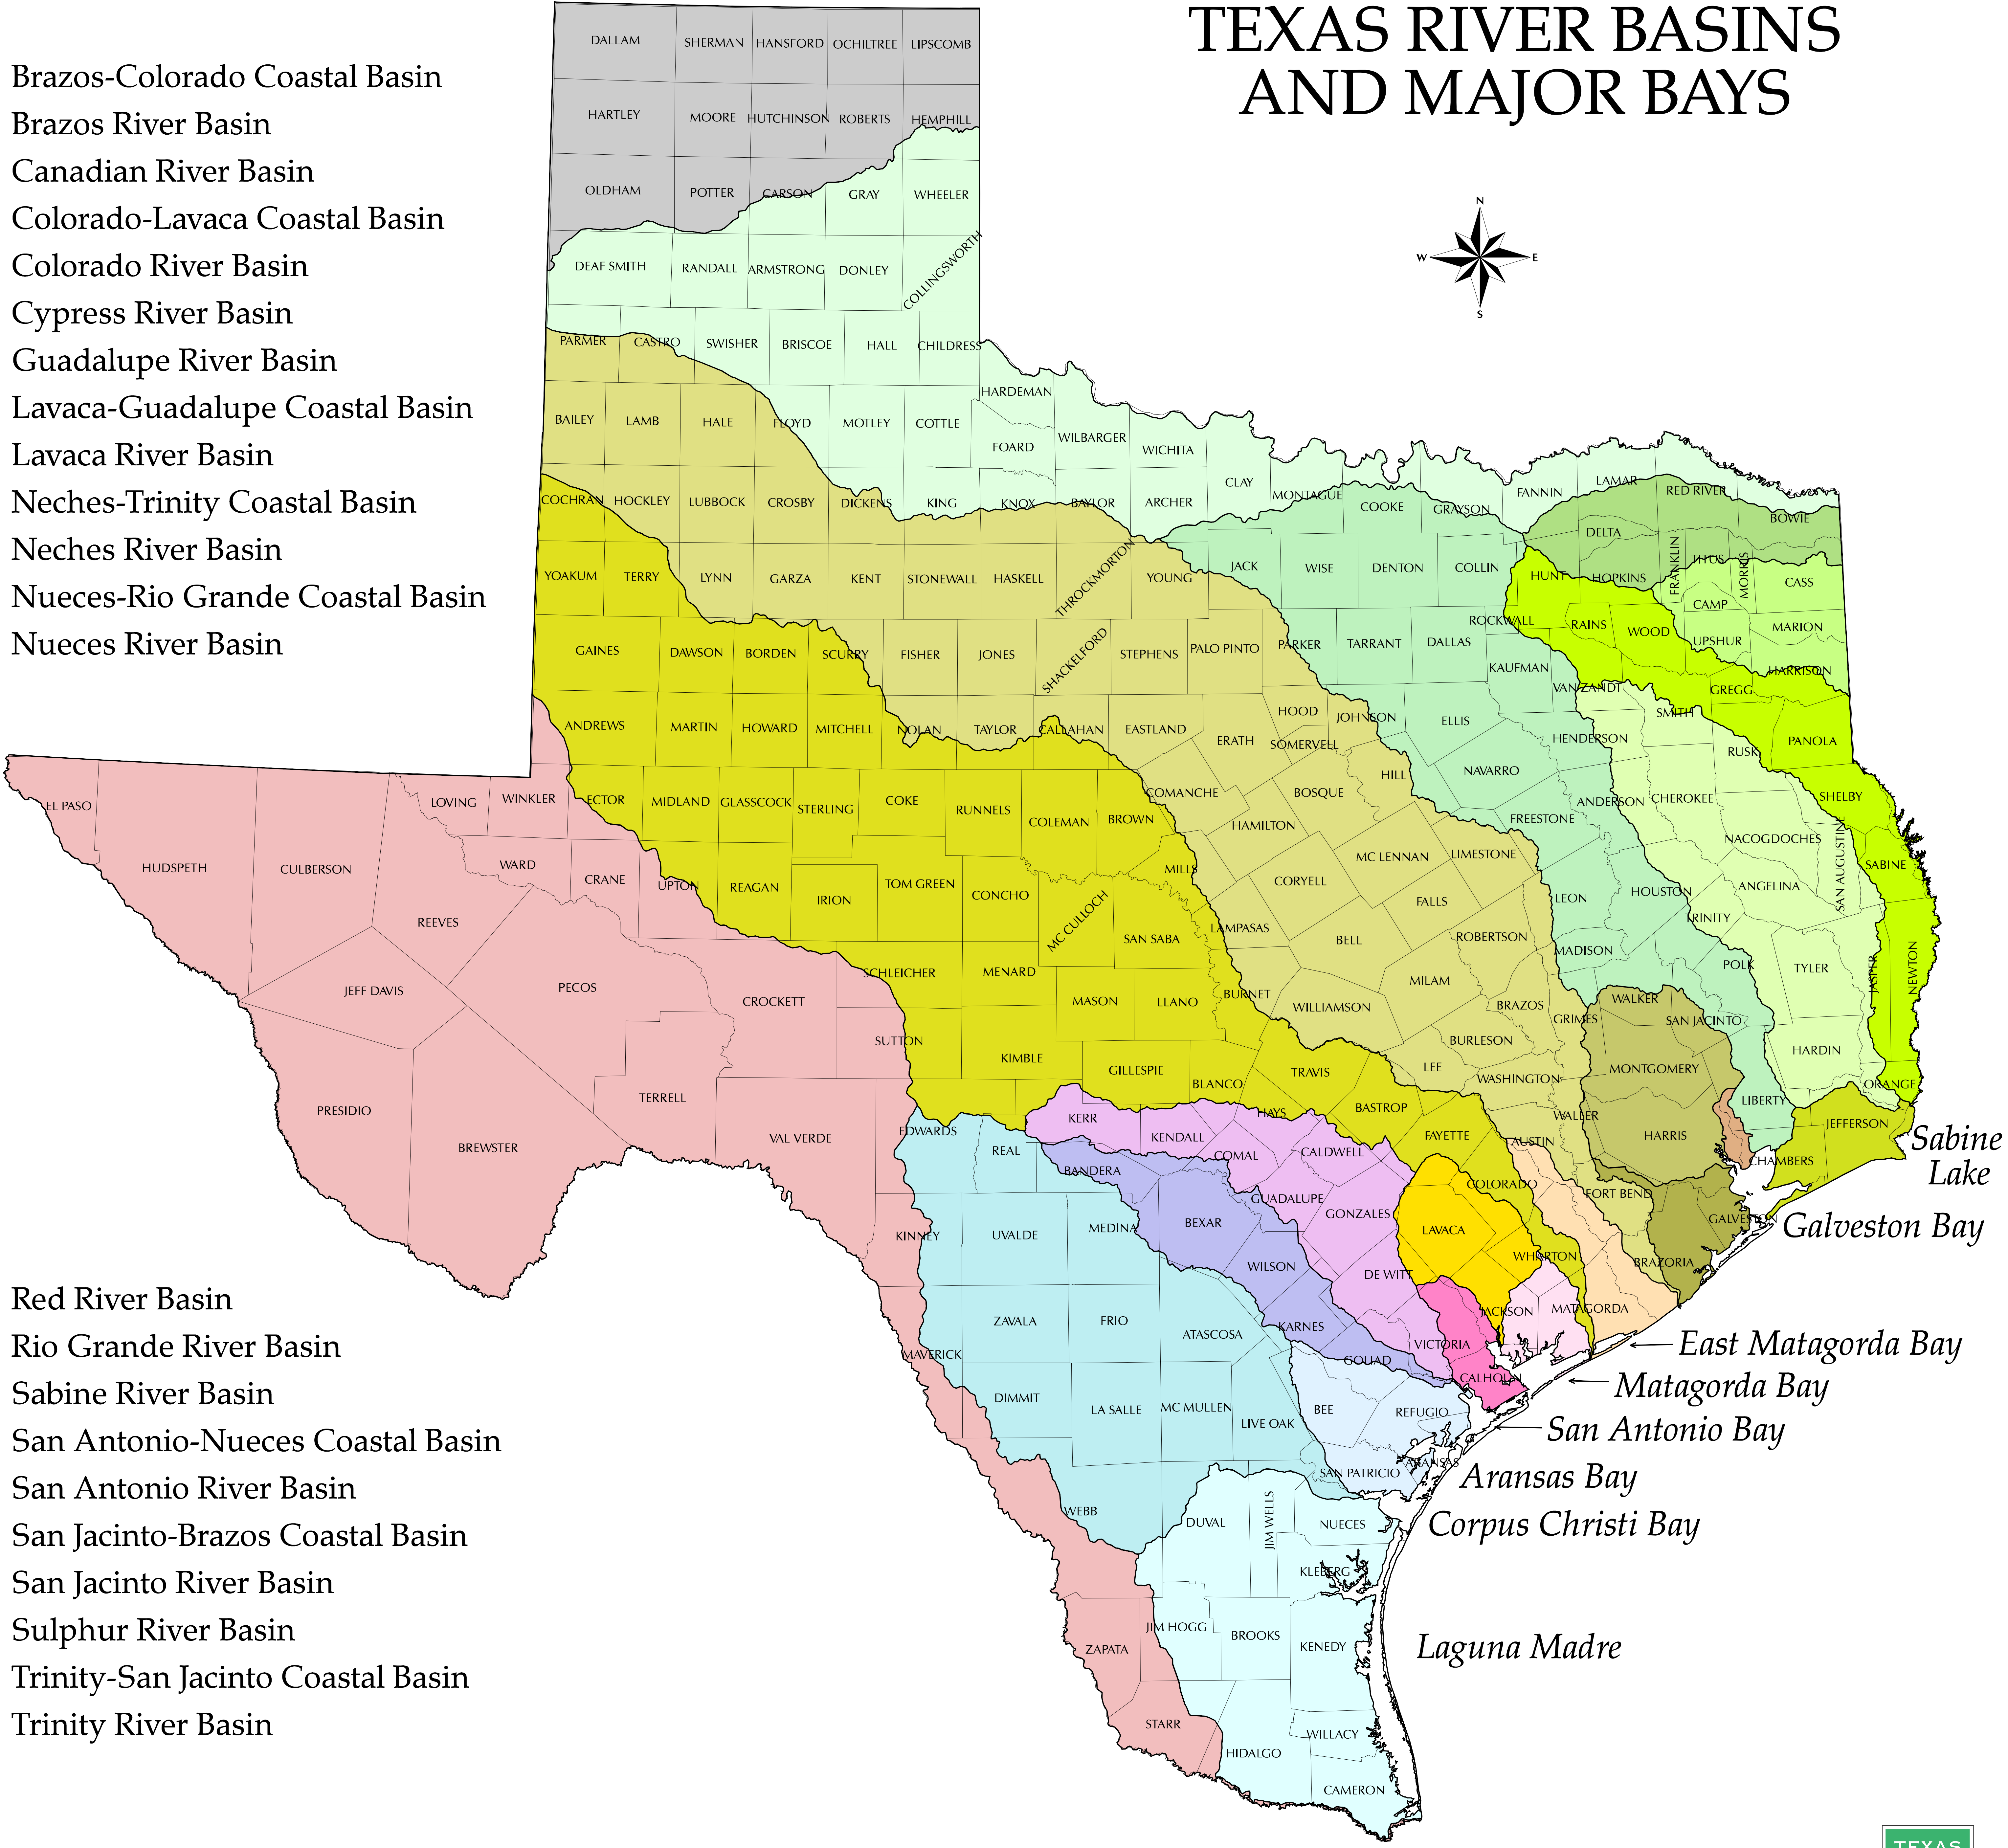 TEXAS RIVER BASINS
AND MAJOR BAYS
Brazos-Colorado Coastal Basin
Brazos River Basin
Canadian River Basin
Colorado-Lavaca Coastal Basin
Colorado River Basin
Cypress River Basin
Guadalupe River Basin
Lavaca-Guadalupe Coastal Basin
Lavaca River Basin
Neches-Trinity Coastal Basin
Neches River Basin
Nueces-Rio Grande Coastal Basin
Nueces River Basin
Red River Basin
Rio Grande River Basin
Sabine River Basin
San Antonio-Nueces Coastal Basin
San Antonio River Basin
San Jacinto-Brazos Coastal Basin
San Jacinto River Basin
Sulphur River Basin
Trinity-San Jacinto Coastal Basin
Trinity River Basin
N
W
E
S
DALLAM
SHERMAN
HANSFORD
OCHILTREE
LIPSCOMB
HARTLEY
MOORE
HUTCHINSON
ROBERTS
HEMPHILL
OLDHAM
POTTER
CARSON
GRAY
WHEELER
DEAF SMITH
RANDALL
ARMSTRONG
DONLEY
COLLINGSWORTH
PARMER
CASTRO
SWISHER
BRISCOE
HALL
CHILDRESS
HARDEMAN
BAILEY
LAMB
HALE
FLOYD
MOTLEY
COTTLE
FOARD
WILBARGER
WICHITA
CLAY
MONTAGUE
COOKE
GRAYSON
FANNIN
LAMAR
RED RIVER
BOWIE
COCHRAN
HOCKLEY
LUBBOCK
CROSBY
DICKENS
KING
KNOX
BAYLOR
ARCHER
DELTA
HOPKINS
FRANKLIN
TITUS
MORRIS
CASS
YOAKUM
TERRY
LYNN
GARZA
KENT
STONEWALL
HASKELL
THROCKMORTON
YOUNG
JACK
WISE
DENTON
COLLIN
HUNT
CAMP
MARION
ROCKWALL
RAINS
WOOD
UPSHUR
HARRISON
GAINES
DAWSON
BORDEN
SCURRY
FISHER
JONES
SHACKELFORD
STEPHENS
PALO PINTO
PARKER
TARRANT
DALLAS
KAUFMAN
VAN ZANDT
SMITH
GREGG
PANOLA
ANDREWS
MARTIN
HOWARD
MITCHELL
NOLAN
TAYLOR
CALLAHAN
EASTLAND
ERATH
HOOD
SOMERVELL
JOHNSON
ELLIS
HENDERSON
RUSK
SHELBY
EL PASO
HUDSPETH
CULBERSON
LOVING
WINKLER
ECTOR
MIDLAND
GLASSCOCK
STERLING
COKE
RUNNELS
COLEMAN
BROWN
COMANCHE
HAMILTON
BOSQUE
HILL
NAVARRO
FREESTONE
ANDERSON
CHEROKEE
NACOGDOCHES
SAN AUGUSTINE
SABINE
REEVES
WARD
CRANE
UPTON
REAGAN
IRION
TOM GREEN
CONCHO
MC CULLOCH
SAN SABA
MILLS
LAMPASAS
CORYELL
MC LENNAN
LIMESTONE
FALLS
BELL
ROBERTSON
LEON
HOUSTON
ANGELINA
TRINITY
MADISON
POLK
TYLER
JASPER
NEWTON
JEFF DAVIS
PECOS
CROCKETT
SCHLEICHER
MENARD
MASON
LLANO
BURNET
WILLIAMSON
MILAM
BRAZOS
GRIMES
WALKER
SAN JACINTO
HARDIN
SUTTON
KIMBLE
GILLESPIE
BLANCO
TRAVIS
LEE
BURLESON
WASHINGTON
MONTGOMERY
LIBERTY
ORANGE
JEFFERSON
PRESIDIO
BREWSTER
TERRELL
VAL VERDE
EDWARDS
REAL
KERR
KENDALL
HAYS
BASTROP
FAYETTE
AUSTIN
WALLER
HARRIS
CHAMBERS
BANDERA
COMAL
CALDWELL
GUADALUPE
GONZALES
COLORADO
FORT BEND
GALVESTON
KINNEY
UVALDE
MEDINA
BEXAR
WILSON
DE WITT
LAVACA
WHARTON
BRAZORIA
ZAVALA
FRIO
ATASCOSA
KARNES
GOLIAD
VICTORIA
JACKSON
MATAGORDA
CALHOUN
MAVERICK
DIMMIT
LA SALLE
MC MULLEN
LIVE OAK
BEE
REFUGIO
SAN PATRICIO
ARANSAS
WEBB
DUVAL
JIM WELLS
NUECES
KLEBERG
ZAPATA
JIM HOGG
BROOKS
KENEDY
STARR
HIDALGO
WILLACY
CAMERON
Sabine
Lake
Galveston Bay
East Matagorda Bay
Matagorda Bay
San Antonio Bay
Aransas Bay
Corpus Christi Bay
Laguna Madre
TEXAS